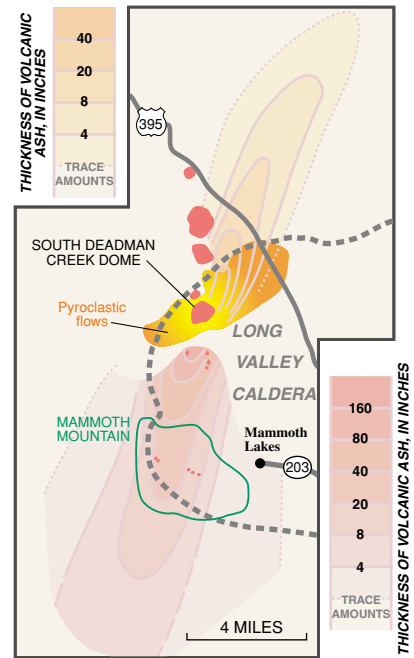 THICKNESS OF VOLCANIC
ASH, IN INCHES
40
20
8
4
TRACE
AMOUNTS
395
SOUTH DEADMAN
CREEK DOME
Pyroclastic
flows
LONG
VALLEY
CALDERA
MAMMOTH
MOUNTAIN
Mammoth
Lakes
203
4 MILES
160
80
40
20
8
4
TRACE
AMOUNTS
THICKNESS OF VOLCANIC ASH, IN INCHES